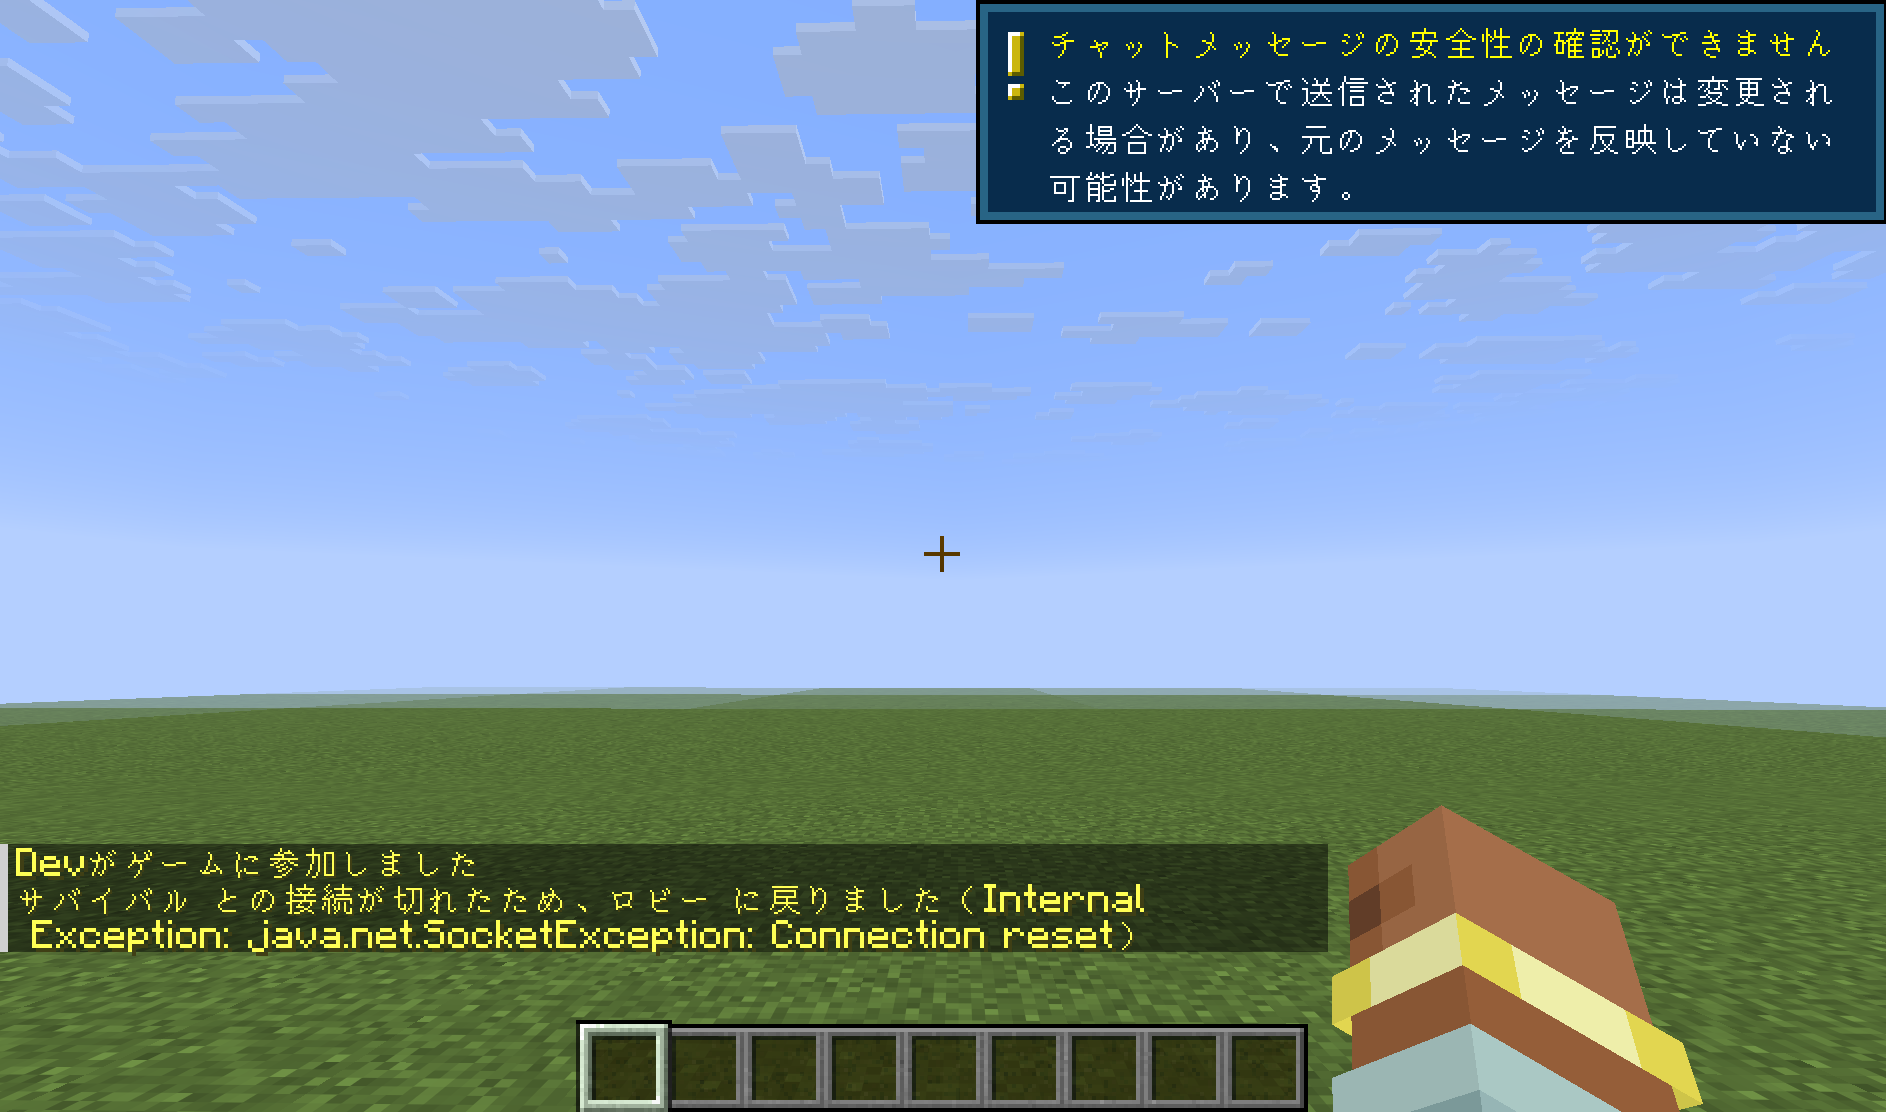 チャットメッセージの安全性の確認ができません
このサーバーで送信されたメッセージは変更され
る場合があり、元のメッセージを反映していない
可能性があります。
Devがゲームに参加しました
サバイバル との接続が切れたため、ロビー に戻りました（Internal
Exception: java.net.SocketException: Connection reset）